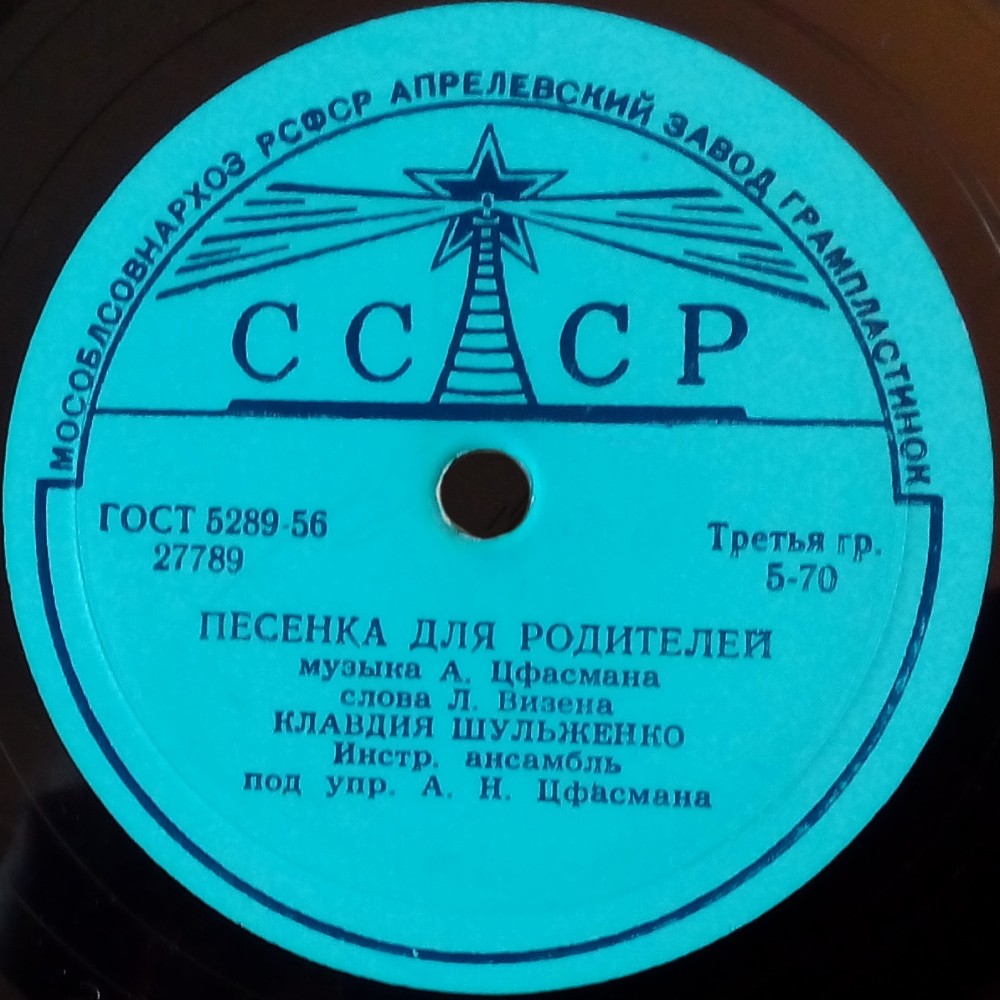 МОСОБЛСОВНАРХОЗ РСФСР АПРЕЛЕВСКИЙ ЗАВОД ГРАМПЛАСТИНОК
СССР
ГОСТ 5289-56
27789
Третья гр.
5-70
ПЕСЕНКА ДЛЯ РОДИТЕЛЕЙ
музыка А. Цфасмана
слова Л. Визена
КЛАВДИЯ ШУЛЬЖЕНКО
Инстр. ансамбль
под упр. А. Н. Цфасмана